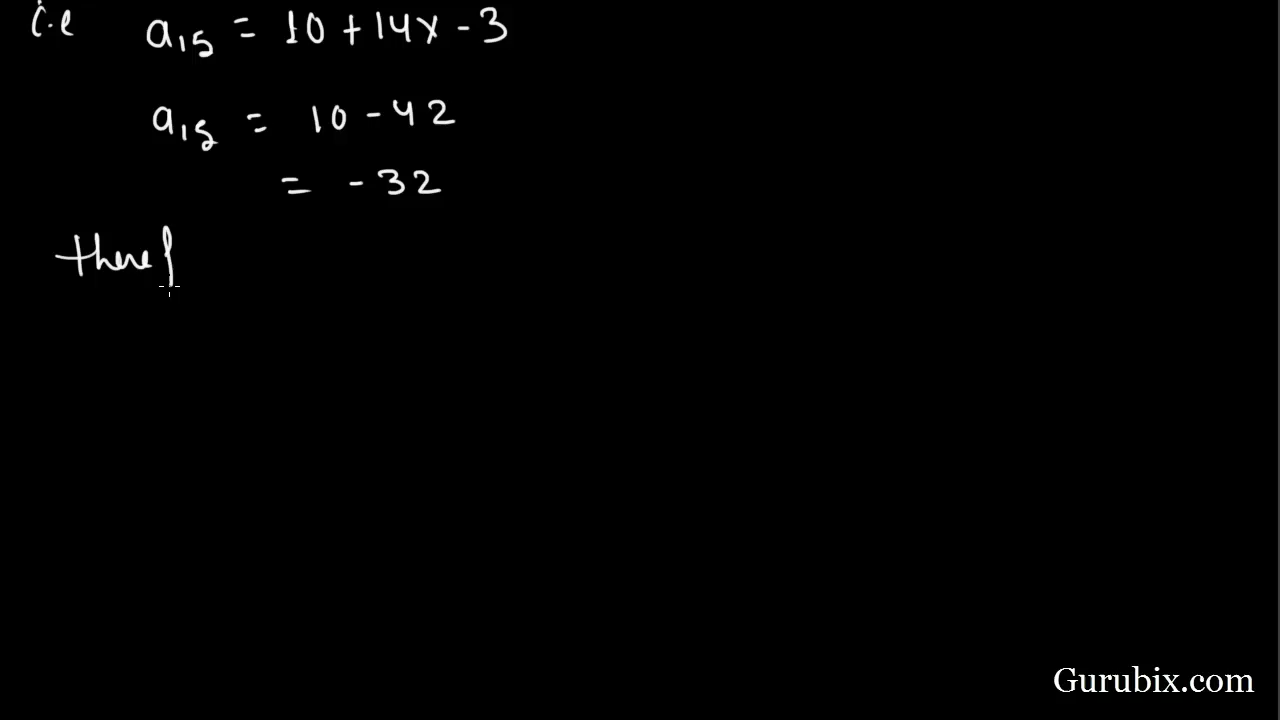 i.e a15 = 10 + 14x - 3
a15 = 10 - 42
= - 32
theref
Gurubix.com